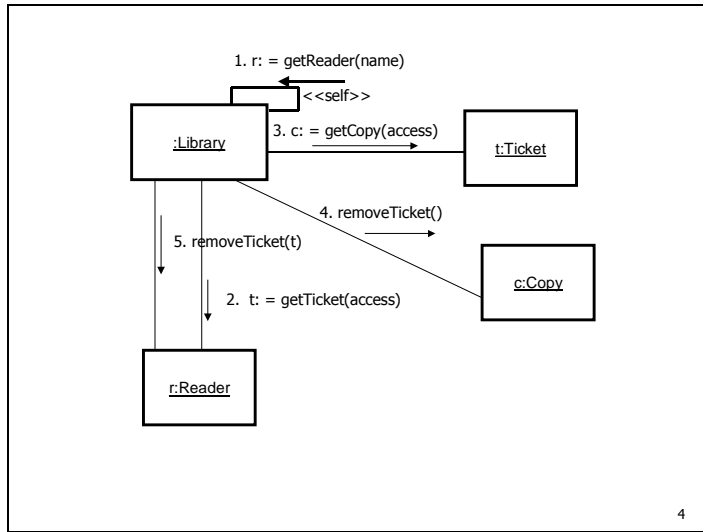 1. r: = getReader(name)
<<self>>
:Library
3. c: = getCopy(access)
t:Ticket
4. removeTicket()
5. removeTicket(t)
c:Copy
2. t: = getTicket(access)
r:Reader
4